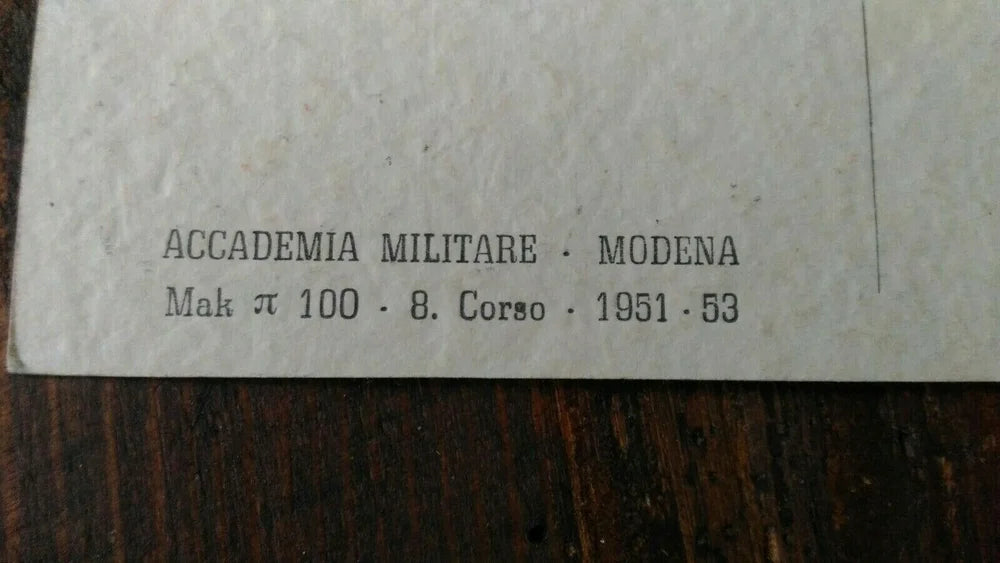 ACCADEMIA MILITARE · MODENA
Mak π 100 · 8. Corso · 1951 · 53